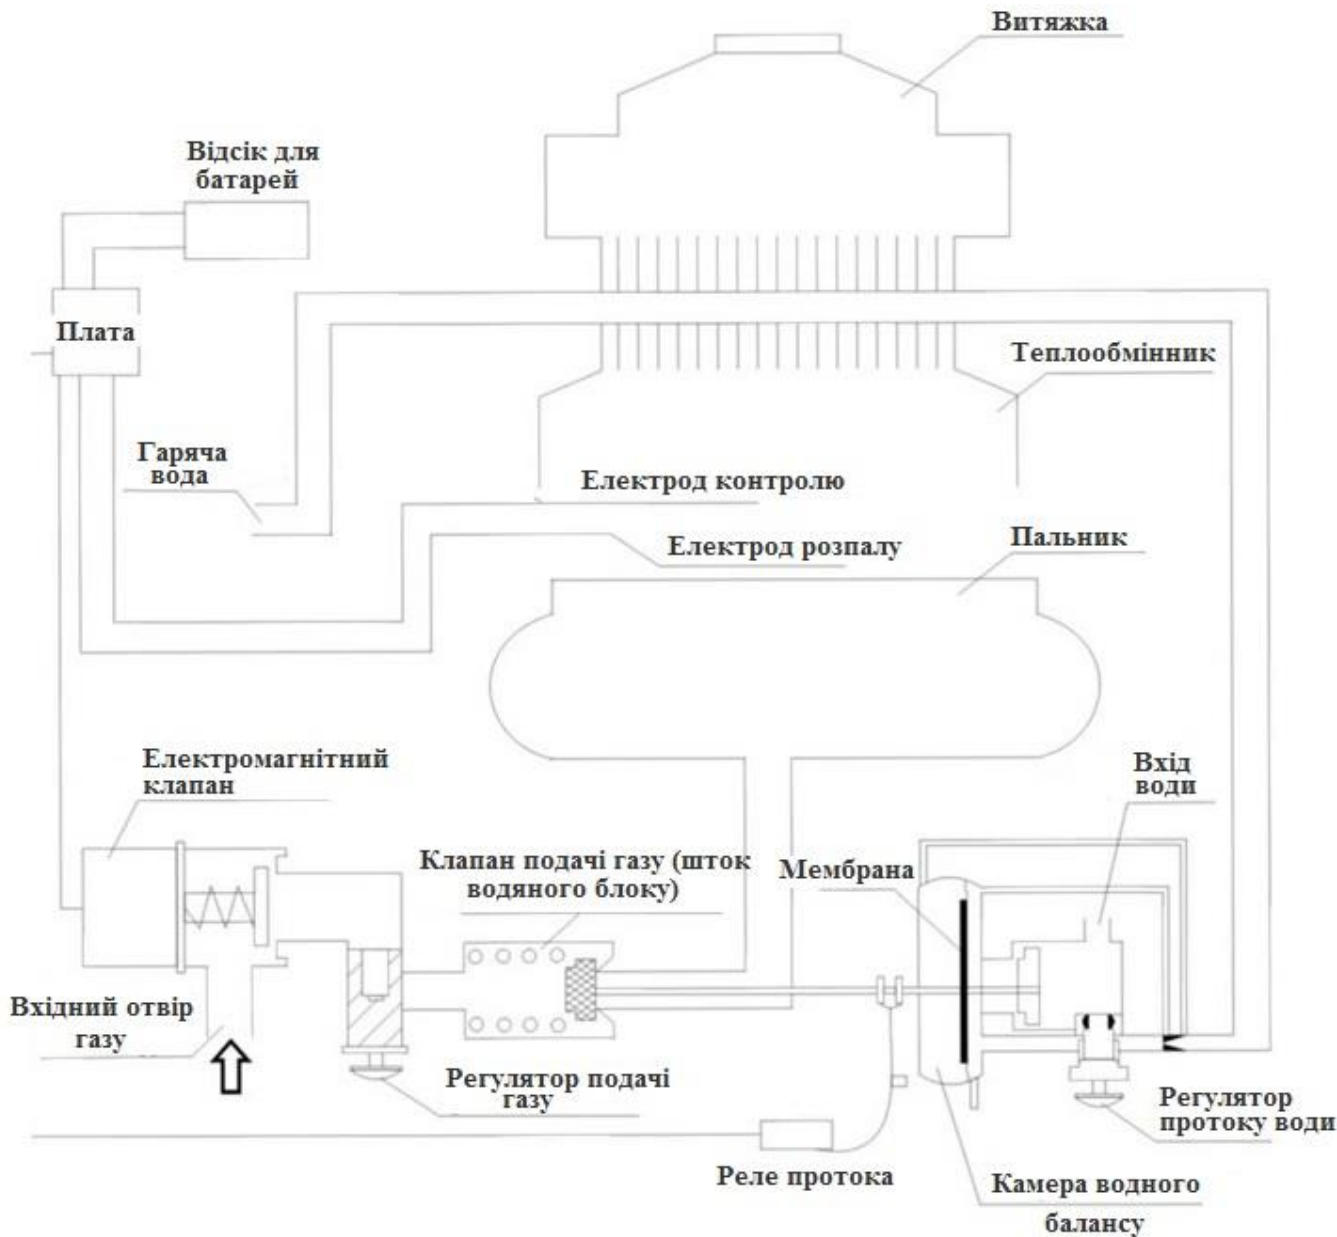 Витяжка
Відсік для
батарей
Плата
Теплообмінник
Гаряча
вода
Електрод контролю
Електрод розпалу
Пальник
Електромагнітний
клапан
Вхід
води
Клапан подачі газу (шток
водяного блоку)
Мембрана
Вхідний отвір
газу
Регулятор подачі
газу
Регулятор
протоку води
Реле протока
Камера водного
балансу